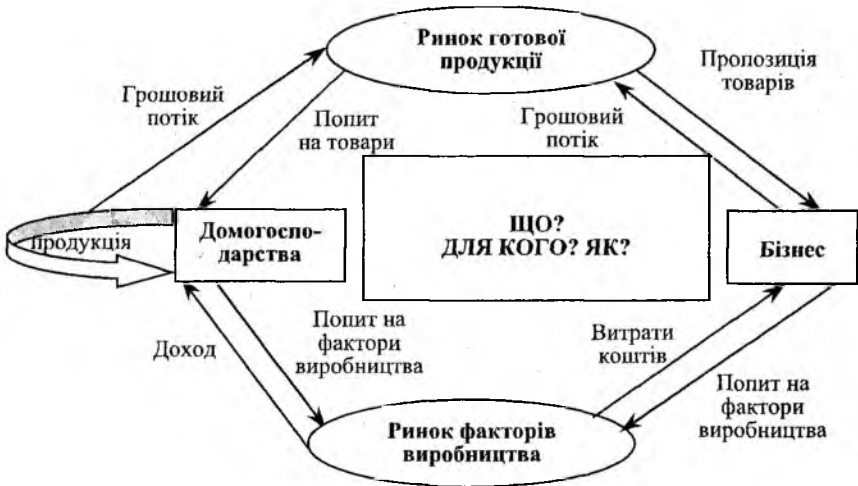 Ринок готової
продукції
Грошовий
потік
Попит
на товари
Грошовий
потік
Пропозиція
товарів
продукція
Домогоспо-
дарства
ЩО?
ДЛЯ КОГО? ЯК?
Бізнес
Доход
Попит на
фактори
виробництва
Витрати
коштів
Попит на
фактори
виробництва
Ринок факторів
виробництва